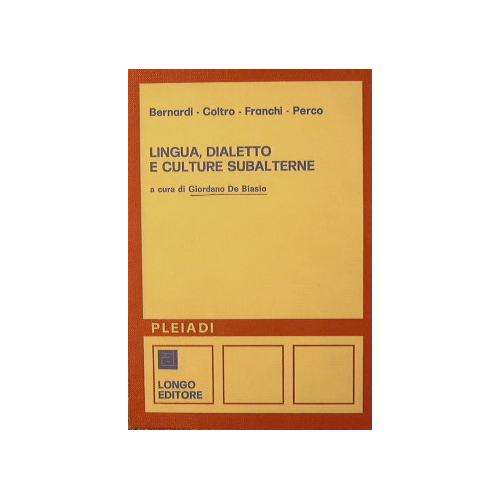 Bernardi - Coltro - Franchi - Perco
LINGUA, DIALETTO
E CULTURE SUBALTERNE
a cura di Giordano De Biasio
PLEIADI
LONGO
EDITORE